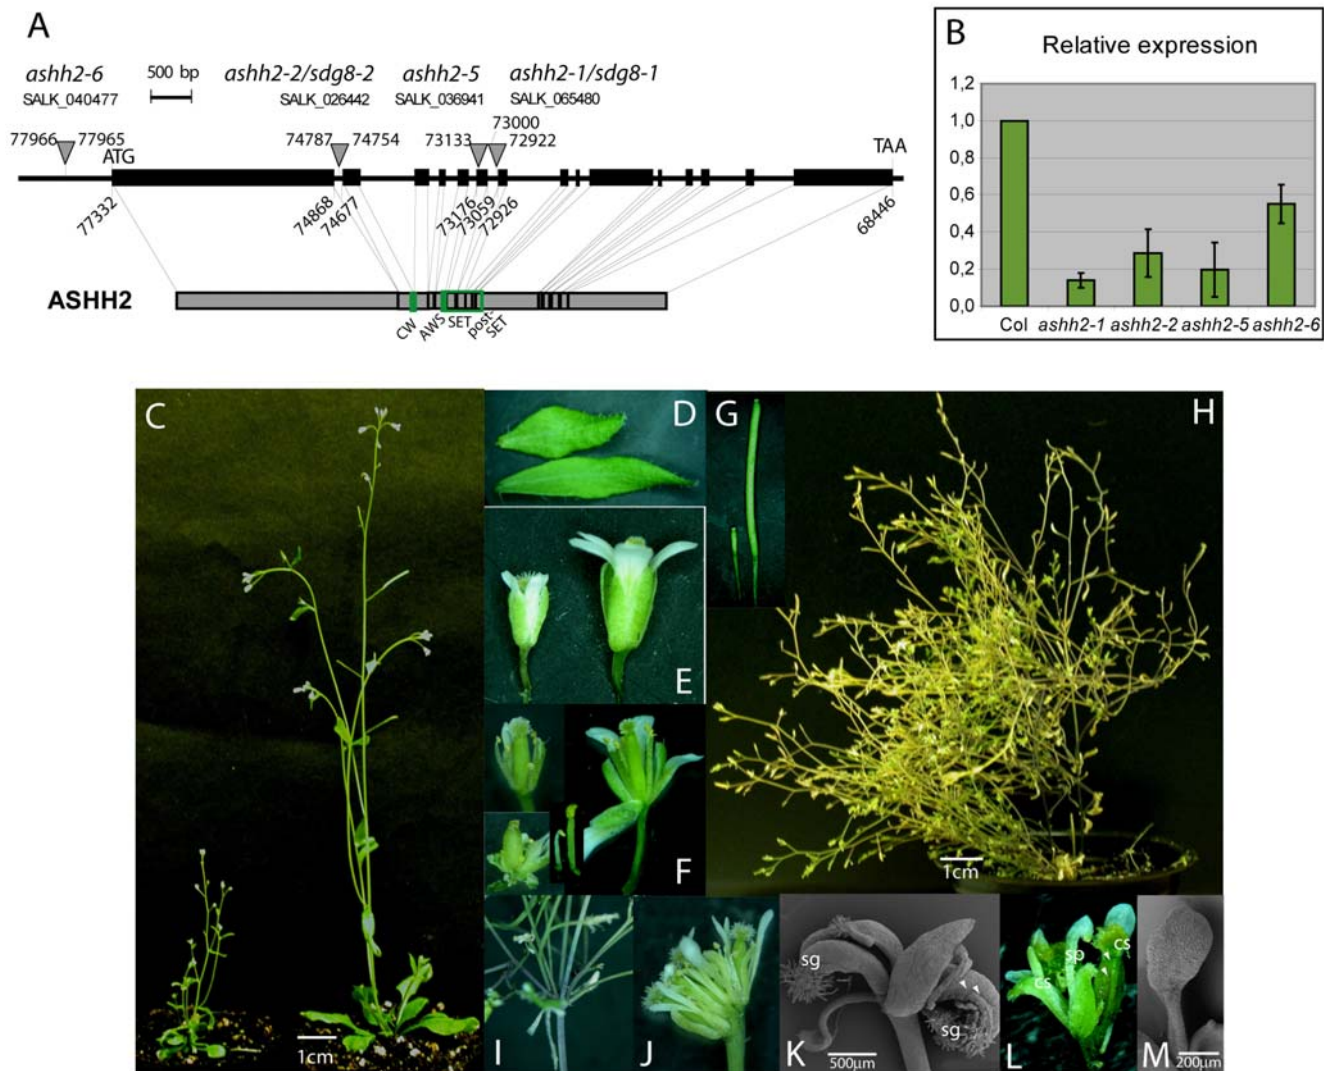 A
ashh2-6
500 bp
ashh2-2/sdg8-2
ashh2-5
ashh2-1/sdg8-1
SALK_040477
SALK_026442
SALK_036941
SALK_065480
73000
77966
77965
ATG
74787
74754
73133
72922
TAA
77332
74868
74677
73176
73059
72926
68446
ASHH2
CW
AWS
SET
post-
SET
B
Relative expression
1,2
1,0
0,8
0,6
0,4
0,2
0,0
Col
ashh2-1
ashh2-2
ashh2-5
ashh2-6
C
1cm
D
E
F
G
H
1cm
I
J
K
sg
sg
500µm
L
cs
sp
cs
M
200µm